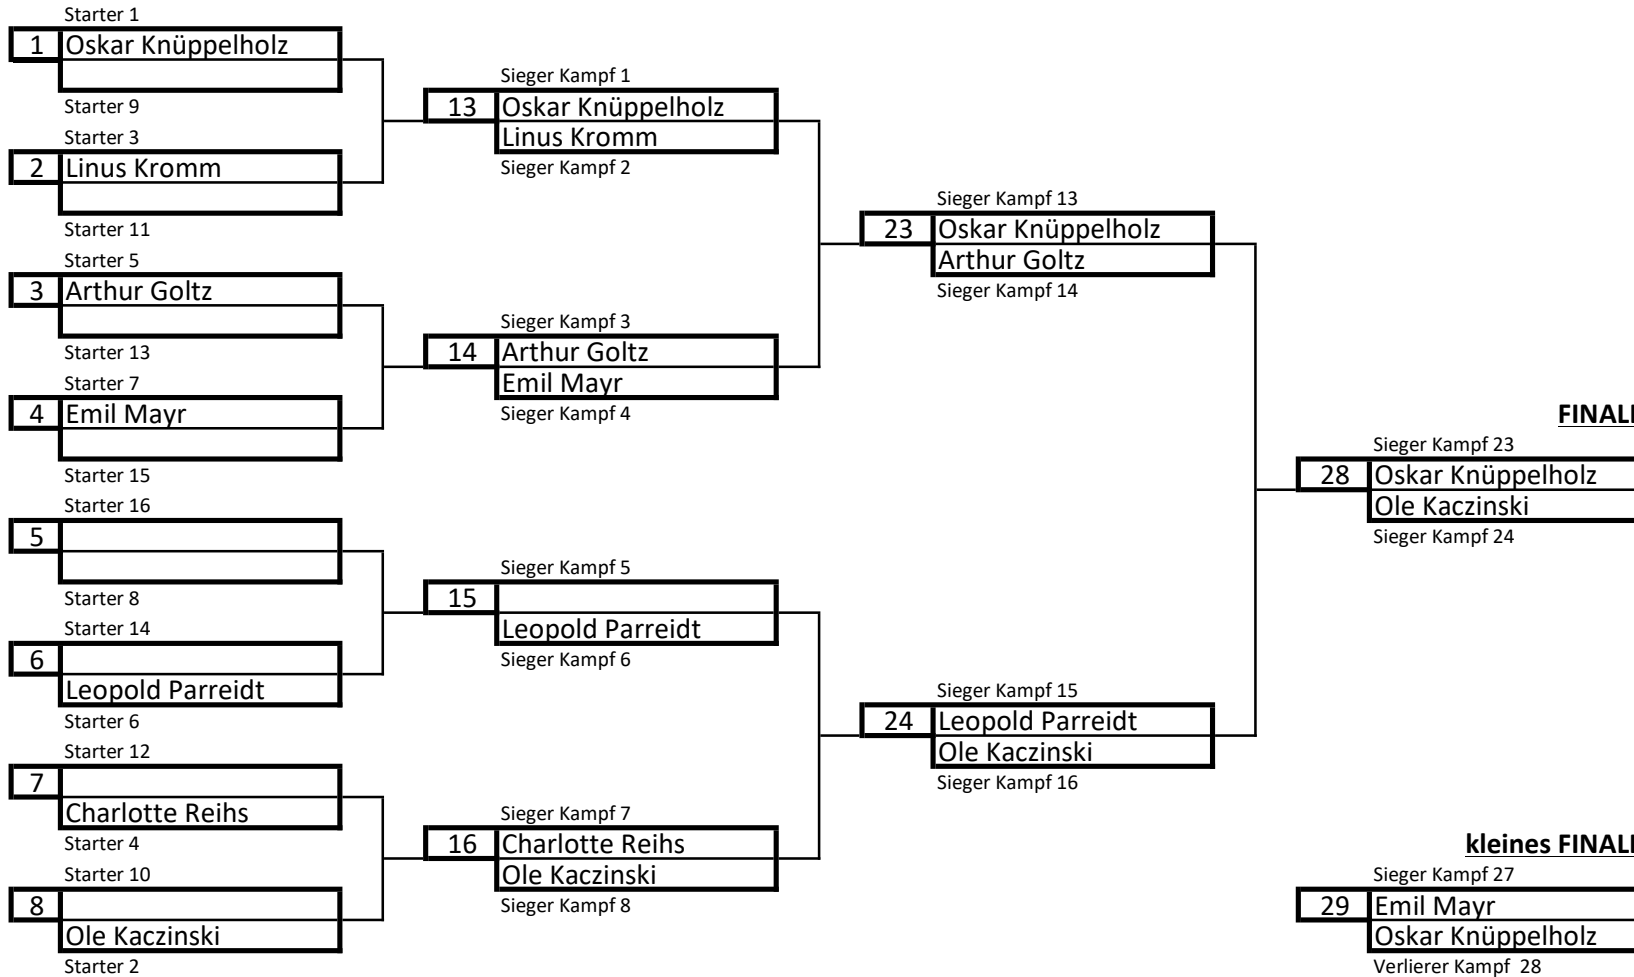 Starter 1
1 Oskar Knüppelholz
Starter 9
Starter 3
2 Linus Kromm
Starter 11
Starter 5
3 Arthur Goltz
Starter 13
Starter 7
4 Emil Mayr
Starter 15
Starter 16
5
Starter 8
Starter 14
6
Leopold Parreidt
Starter 6
Starter 12
7
Charlotte Reihs
Starter 4
Starter 10
8
Ole Kaczinski
Starter 2
Sieger Kampf 1
13 Oskar Knüppelholz
Linus Kromm
Sieger Kampf 2
Sieger Kampf 3
14 Arthur Goltz
Emil Mayr
Sieger Kampf 4
Sieger Kampf 5
15
Leopold Parreidt
Sieger Kampf 6
Sieger Kampf 7
16 Charlotte Reihs
Ole Kaczinski
Sieger Kampf 8
Sieger Kampf 13
23 Oskar Knüppelholz
Arthur Goltz
Sieger Kampf 14
Sieger Kampf 15
24 Leopold Parreidt
Ole Kaczinski
Sieger Kampf 16
FINALE
Sieger Kampf 23
28 Oskar Knüppelholz
Ole Kaczinski
Sieger Kampf 24
kleines FINALE
Sieger Kampf 27
29 Emil Mayr
Oskar Knüppelholz
Verlierer Kampf 28